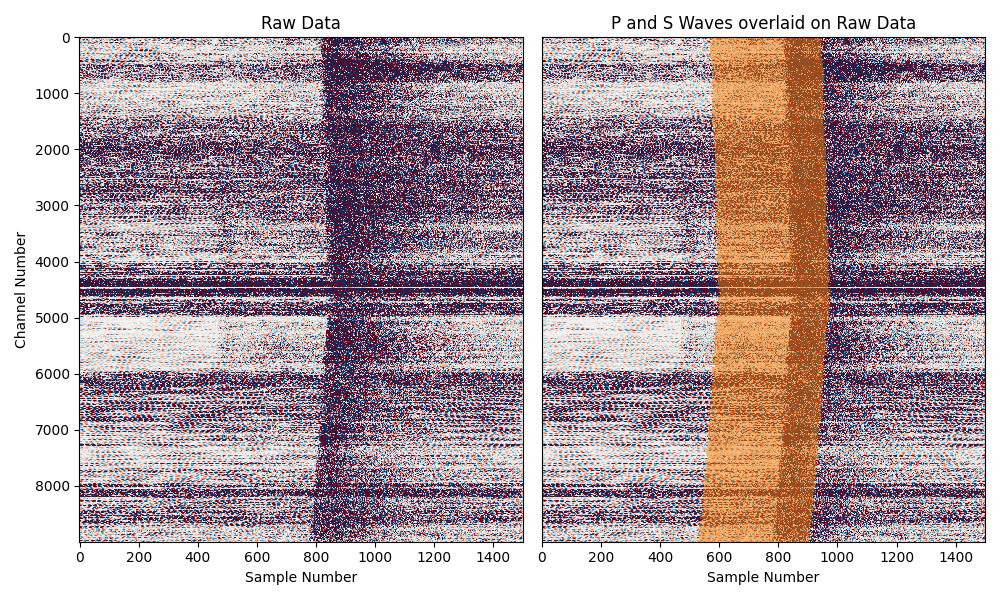 Raw Data
P and S Waves overlaid on Raw Data
Channel Number
0
1000
2000
3000
4000
5000
6000
7000
8000
0 200 400 600 800 1000 1200 1400
0 200 400 600 800 1000 1200 1400
Sample Number
Sample Number